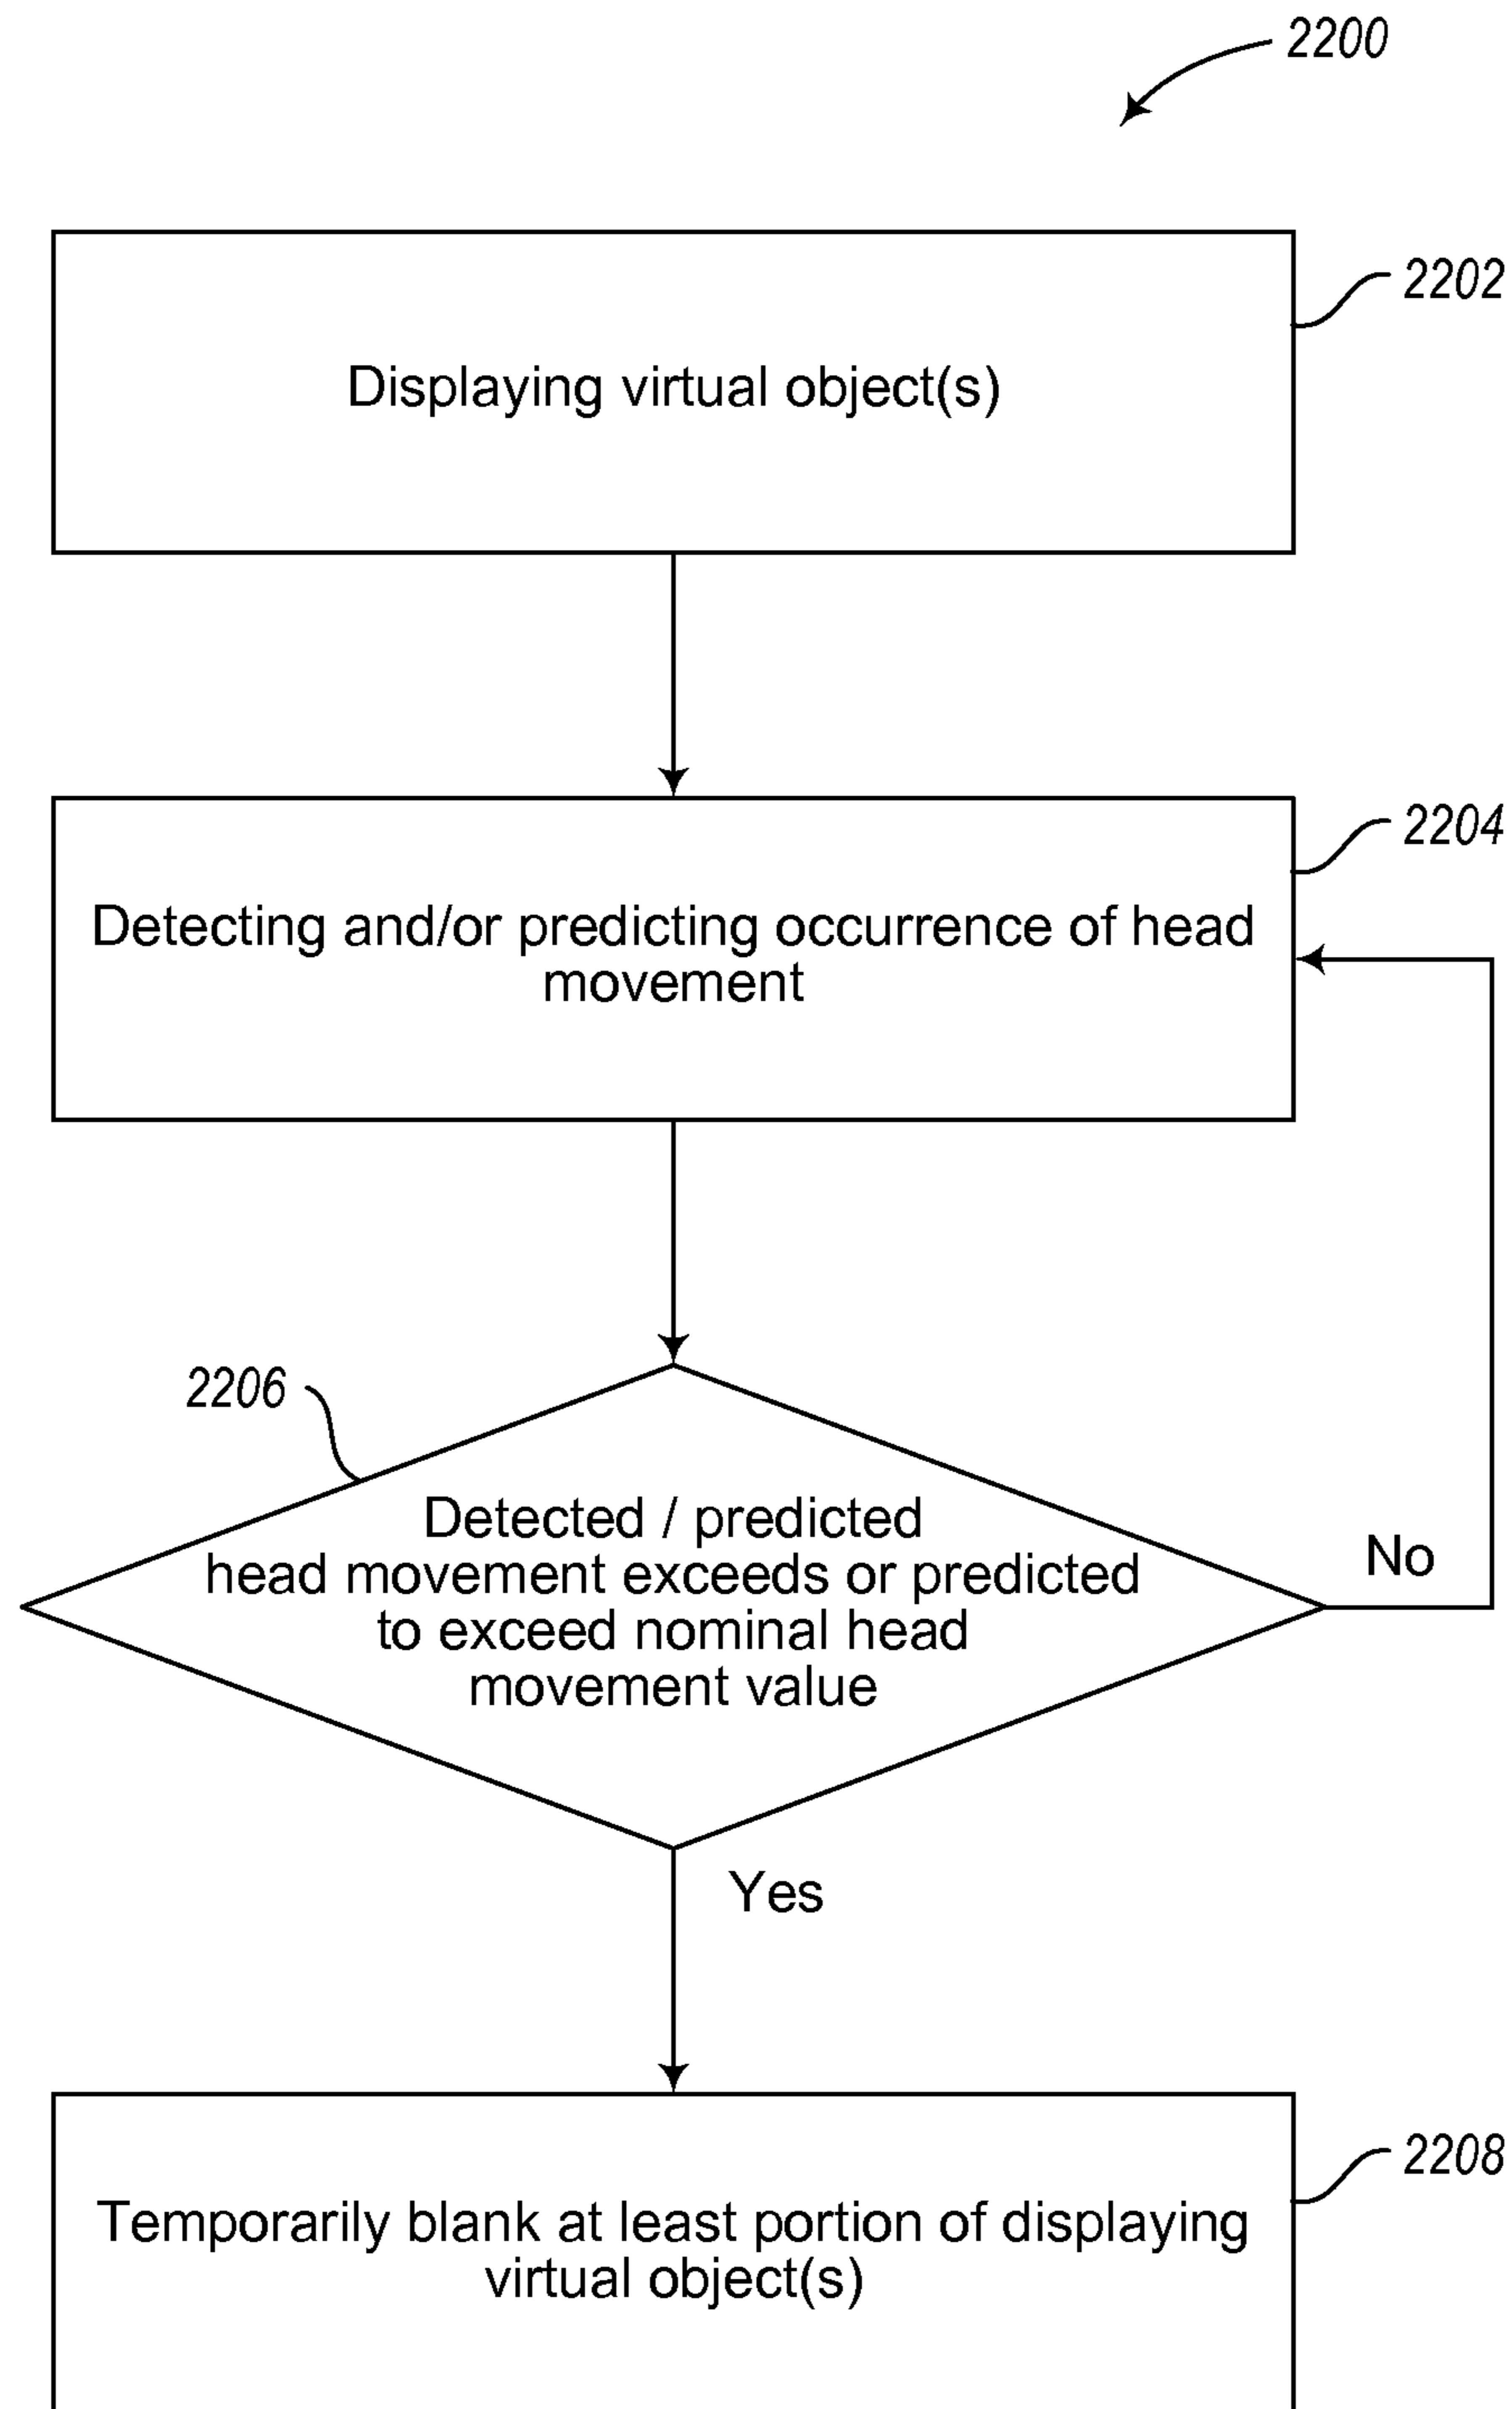 2200
2202
Displaying virtual object(s)
2204
Detecting and/or predicting occurrence of head
movement
2206
Detected / predicted
head movement exceeds or predicted
to exceed nominal head
movement value
No
Yes
2208
Temporarily blank at least portion of displaying
virtual object(s)